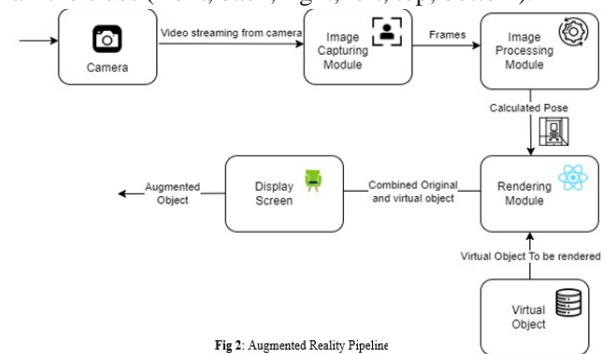 Video streaming from camera
Camera
Image
Capturing
Module
Frames
Image
Processing
Module
Calculated Pose
Augmented
Object
Display
Screen
Combined Original
and virtual object
Rendering
Module
Virtual Object To be rendered
Virtual
Object
Fig 2: Augmented Reality Pipeline